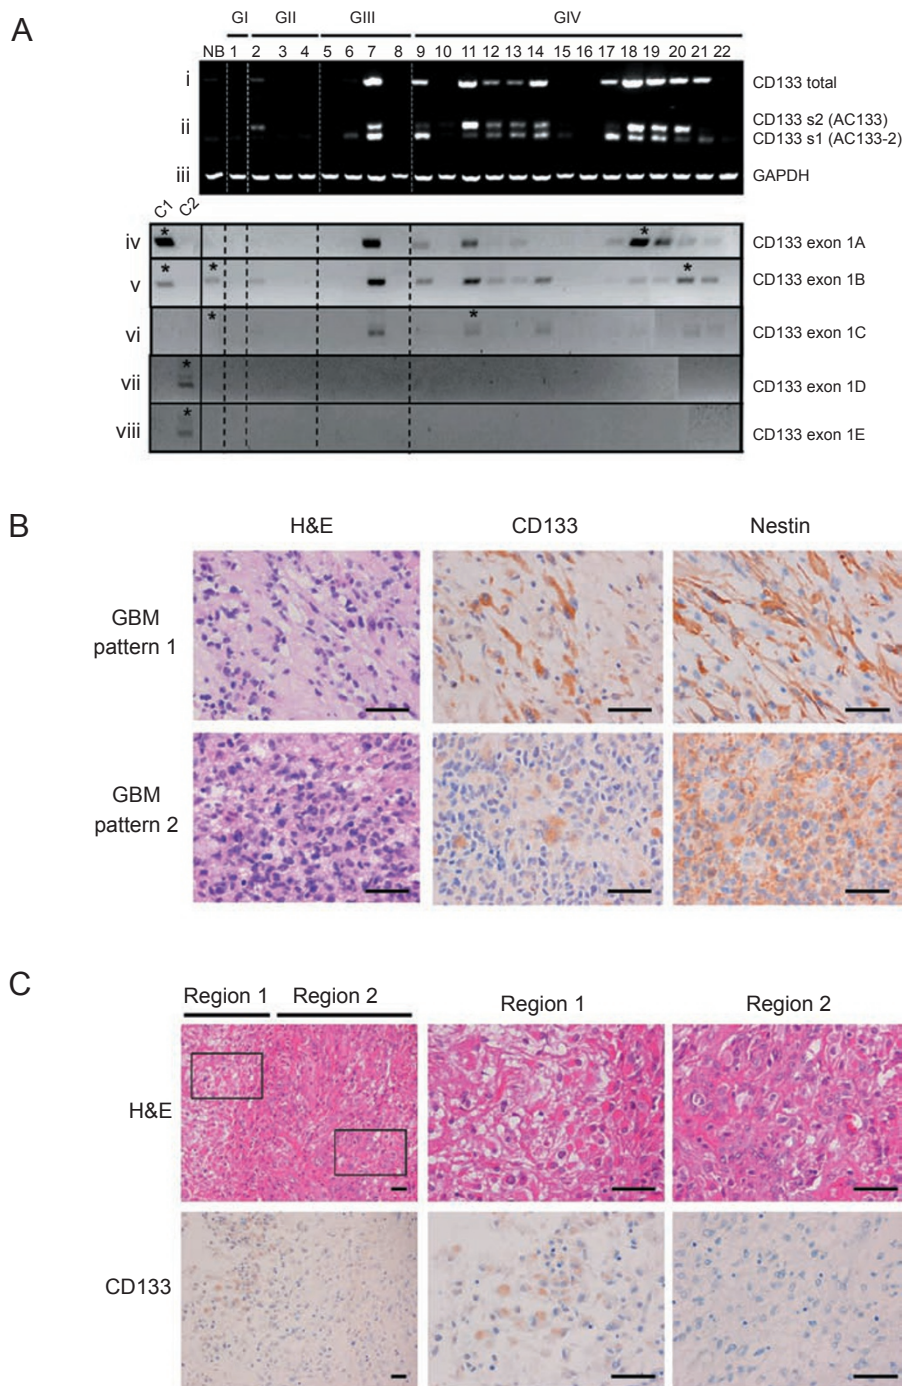 A
GI GII GIII GIV
NB 1 2 3 4 5 6 7 8 9 10 11 12 13 14 15 16 17 18 19 20 21 22
i CD133 total
ii CD133 s2 (AC133)
CD133 s1 (AC133-2)
iii GAPDH
C1 C2
iv * * CD133 exon 1A
v * * * CD133 exon 1B
vi * * CD133 exon 1C
vii * CD133 exon 1D
viii * CD133 exon 1E
B
H&E CD133 Nestin
GBM
pattern 1
GBM
pattern 2
C
Region 1 Region 2 Region 1 Region 2
H&E
CD133